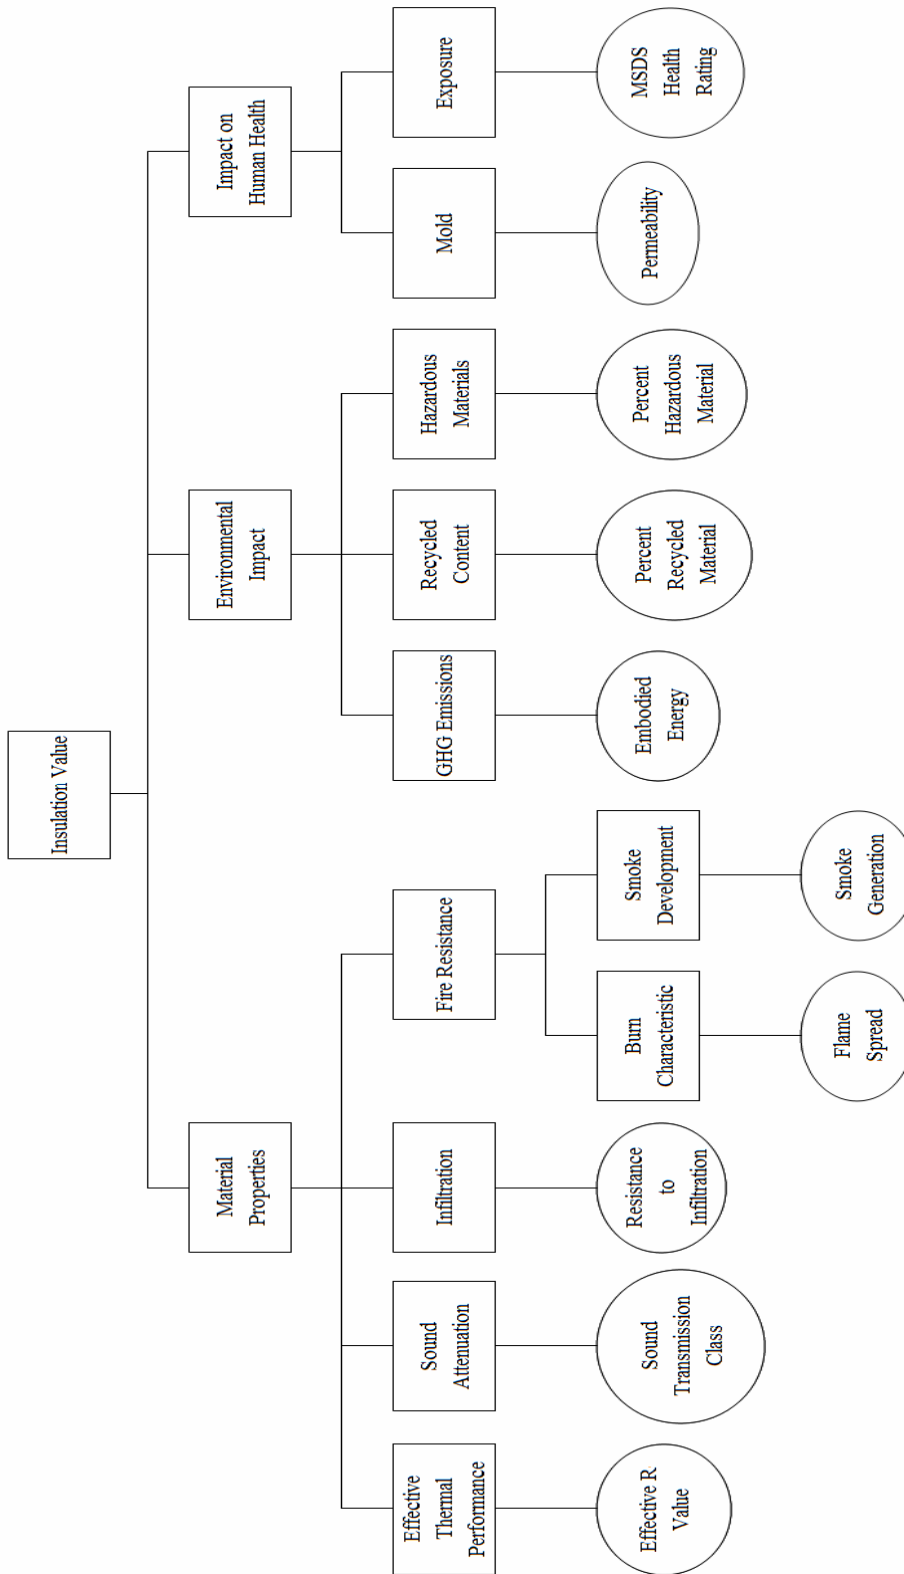 Insulation Value
Material
Properties
Environmental
Impact
Impact on
Human Health
Effective
Thermal
Performance
Sound
Attenuation
Infiltration
Fire Resistance
GHG Emissions
Recycled
Content
Hazardous
Materials
Mold
Exposure
Effective R
Value
Sound
Transmission
Class
Resistance
to
Infiltration
Burn
Characteristic
Smoke
Development
Embodied
Energy
Percent
Recycled
Material
Percent
Hazardous
Material
Permeability
MSDS
Health
Rating
Flame
Spread
Smoke
Generation